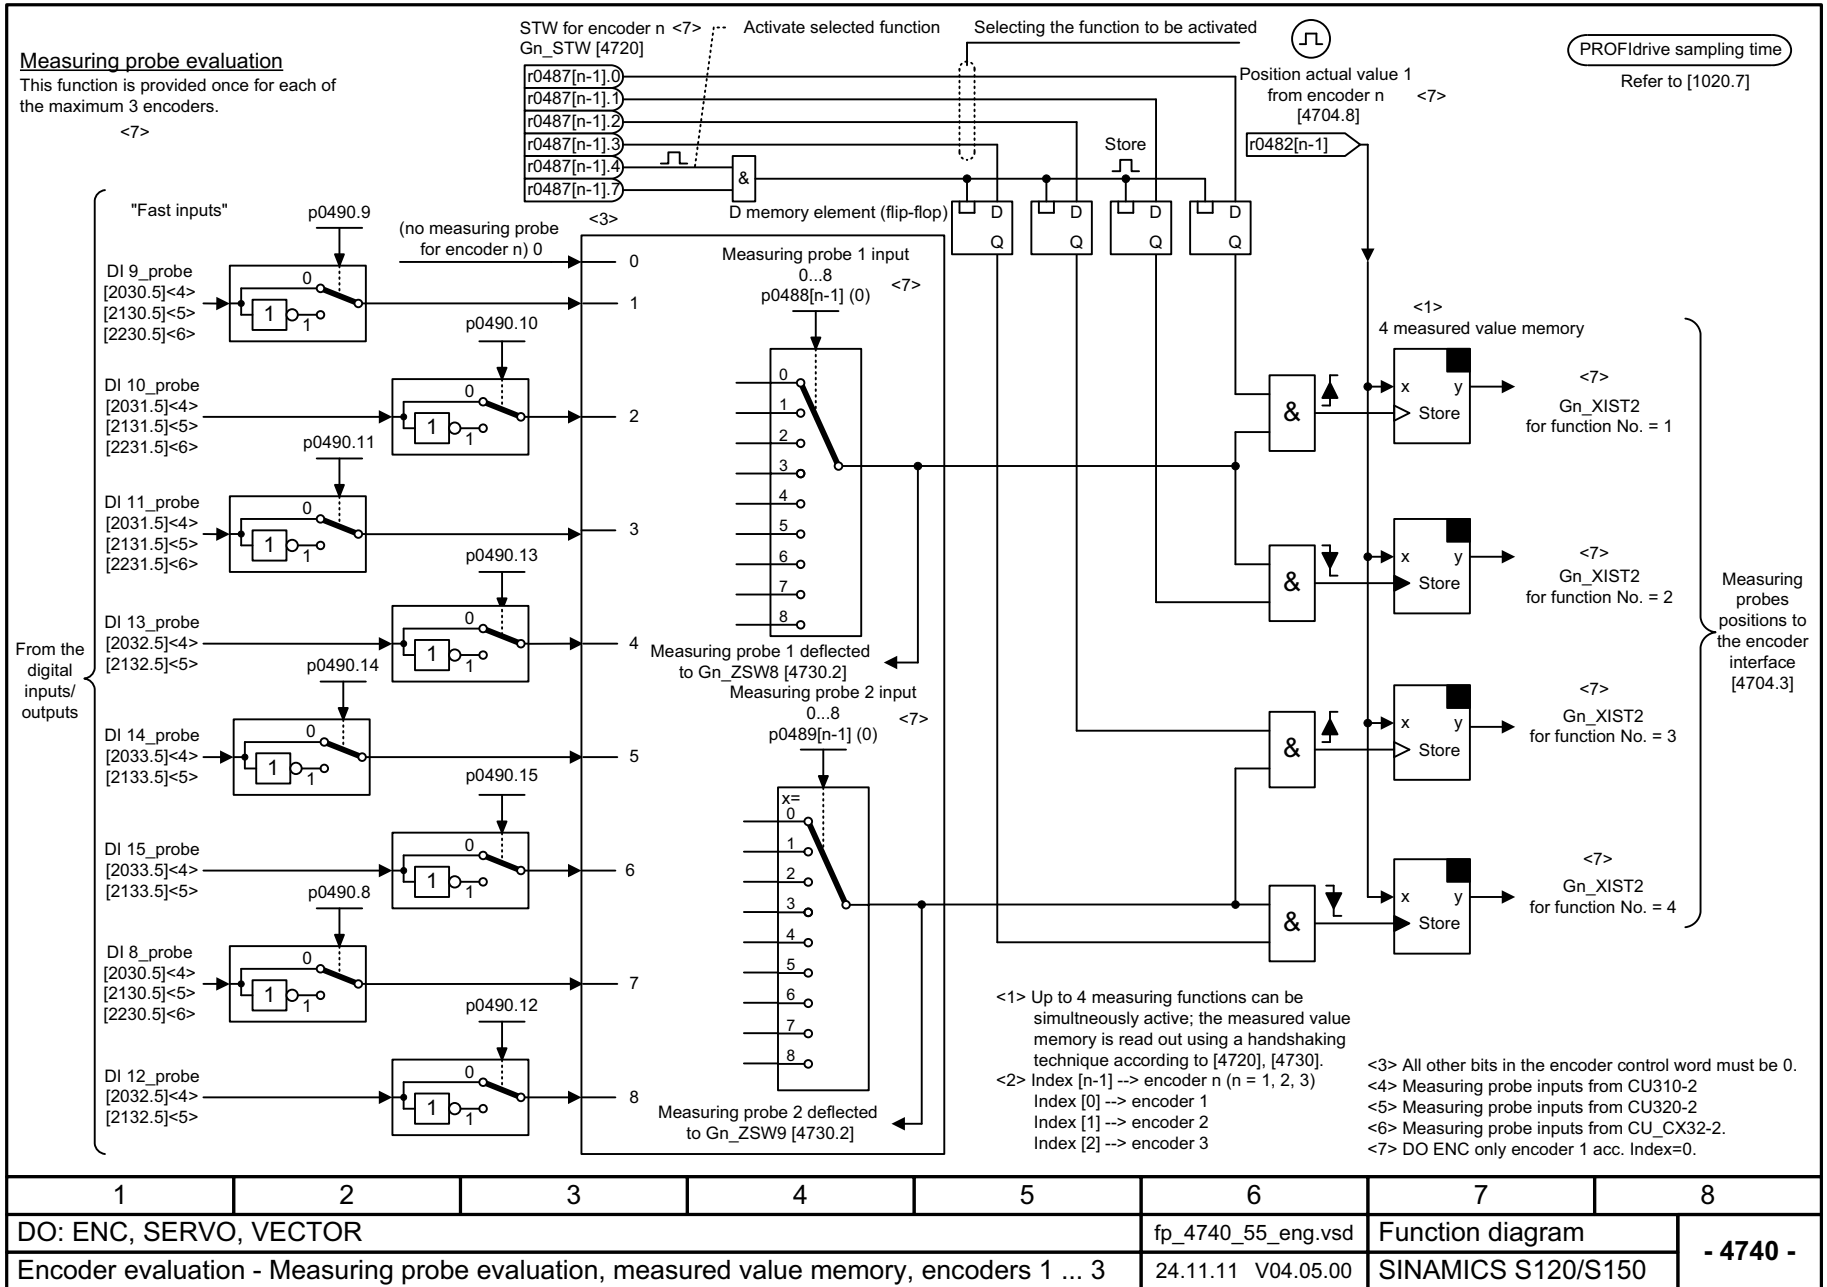 Measuring probe evaluation
This function is provided once for each of
the maximum 3 encoders.
<7>
STW for encoder n <7>
Gn_STW [4720]
Activate selected function
Selecting the function to be activated
r0487[n-1].0
r0487[n-1].1
r0487[n-1].2
r0487[n-1].3
r0487[n-1].4
r0487[n-1].7
&
<3>
Position actual value 1
from encoder n <7>
[4704.8]
r0482[n-1]
PROFIdrive sampling time
Refer to [1020.7]
Store
D memory element (flip-flop)
D
Q
D
Q
D
Q
D
Q
From the
digital
inputs/
outputs
"Fast inputs"
p0490.9
(no measuring probe
for encoder n) 0
0
DI 9_probe
[2030.5]<4>
[2130.5]<5>
[2230.5]<6>
0
1
1
1
p0490.10
DI 10_probe
[2031.5]<4>
[2131.5]<5>
[2231.5]<6>
0
1
1
2
p0490.11
DI 11_probe
[2031.5]<4>
[2131.5]<5>
[2231.5]<6>
0
1
1
3
p0490.13
DI 13_probe
[2032.5]<4>
[2132.5]<5>
0
1
1
4
p0490.14
DI 14_probe
[2033.5]<4>
[2133.5]<5>
0
1
1
5
p0490.15
DI 15_probe
[2033.5]<4>
[2133.5]<5>
0
1
1
6
p0490.8
DI 8_probe
[2030.5]<4>
[2130.5]<5>
[2230.5]<6>
0
1
1
7
p0490.12
DI 12_probe
[2032.5]<4>
[2132.5]<5>
0
1
1
8
Measuring probe 1 input
0...8
p0488[n-1] (0)
<7>
0
1
2
3
4
5
6
7
8
Measuring probe 1 deflected
to Gn_ZSW8 [4730.2]
Measuring probe 2 input
0...8
p0489[n-1] (0)
<7>
x=
0
1
2
3
4
5
6
7
8
Measuring probe 2 deflected
to Gn_ZSW9 [4730.2]
<1>
4 measured value memory
&
x
y
Store
<7>
Gn_XIST2
for function No. = 1
&
x
y
Store
<7>
Gn_XIST2
for function No. = 2
&
x
y
Store
<7>
Gn_XIST2
for function No. = 3
&
x
y
Store
<7>
Gn_XIST2
for function No. = 4
Measuring
probes
positions to
the encoder
interface
[4704.3]
<1> Up to 4 measuring functions can be
simultneously active; the measured value
memory is read out using a handshaking
technique according to [4720], [4730].
<2> Index [n-1] --> encoder n (n = 1, 2, 3)
Index [0] --> encoder 1
Index [1] --> encoder 2
Index [2] --> encoder 3
<3> All other bits in the encoder control word must be 0.
<4> Measuring probe inputs from CU310-2
<5> Measuring probe inputs from CU320-2
<6> Measuring probe inputs from CU_CX32-2.
<7> DO ENC only encoder 1 acc. Index=0.
1 2 3 4 5 6 7 8
DO: ENC, SERVO, VECTOR
fp_4740_55_eng.vsd
Function diagram
- 4740 -
Encoder evaluation - Measuring probe evaluation, measured value memory, encoders 1 ... 3
24.11.11 V04.05.00
SINAMICS S120/S150